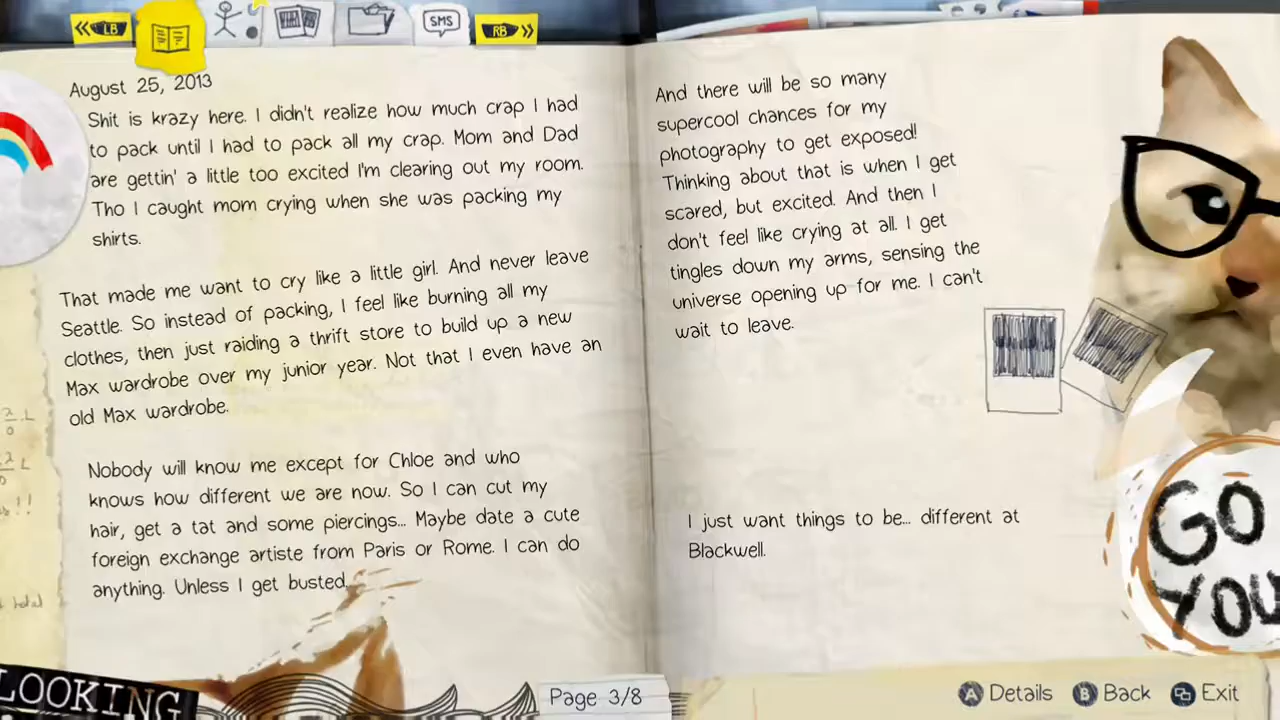 LB
SMS
RB
August 25, 2013
Shit is krazy here. I didn't realize how much crap I had
to pack until I had to pack all my crap. Mom and Dad
are gettin' a little too excited I'm clearing out my room.
Tho I caught mom crying when she was packing my
shirts.
That made me want to cry like a little girl. And never leave
Seattle. So instead of packing, I feel like burning all my
clothes, then just raiding a thrift store to build up a new
Max wardrobe over my junior year. Not that I even have an
old Max wardrobe.
Nobody will know me except for Chloe and who
knows how different we are now. So I can cut my
hair, get a tat and some piercings... Maybe date a cute
foreign exchange artiste from Paris or Rome. I can do
anything. Unless I get busted.
And there will be so many
supercool chances for my
photography to get exposed!
Thinking about that is when I get
scared, but excited. And then I
don't feel like crying at all. I get
tingles down my arms, sensing the
universe opening up for me. I can't
wait to leave.
I just want things to be... different at
Blackwell.
GO
YOU
LOOKING
Page 3/8
A Details
B Back
Exit